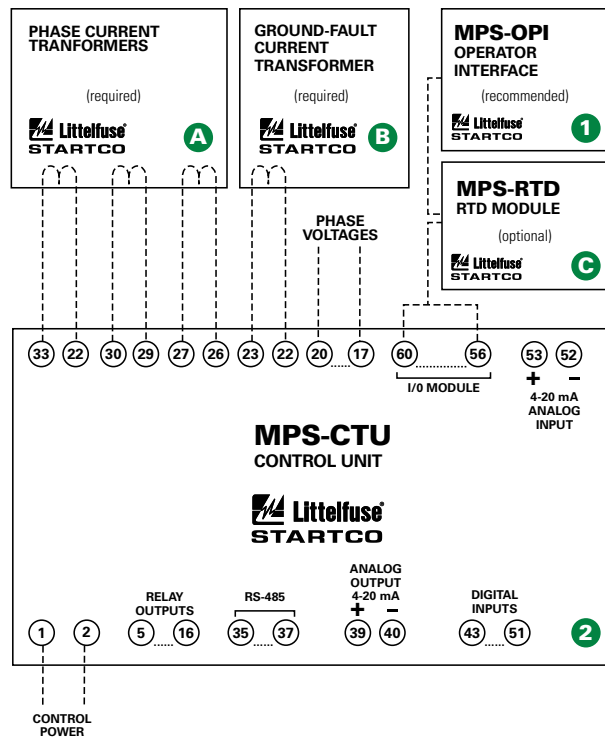 PHASE CURRENT
TRANFORMERS
(required)
Littelfuse®
STARTCO
A
GROUND-FAULT
CURRENT
TRANSFORMER
(required)
Littelfuse®
STARTCO
B
MPS-OPI
OPERATOR
INTERFACE
(recommended)
Littelfuse®
STARTCO
1
MPS-RTD
RTD MODULE
(optional)
Littelfuse®
STARTCO
C
PHASE
VOLTAGES
33 22 30 29 27 26 23 22 20 ...... 17 60 ................ 56 53 52
I/0 MODULE
+ −
4-20 mA
ANALOG
INPUT
MPS-CTU
CONTROL UNIT
Littelfuse®
STARTCO
RELAY
OUTPUTS
RS-485
ANALOG
OUTPUT
4-20 mA
+ −
DIGITAL
INPUTS
1 2 5 ...... 16 35 ...... 37 39 40 43 ...... 51
2
CONTROL
POWER